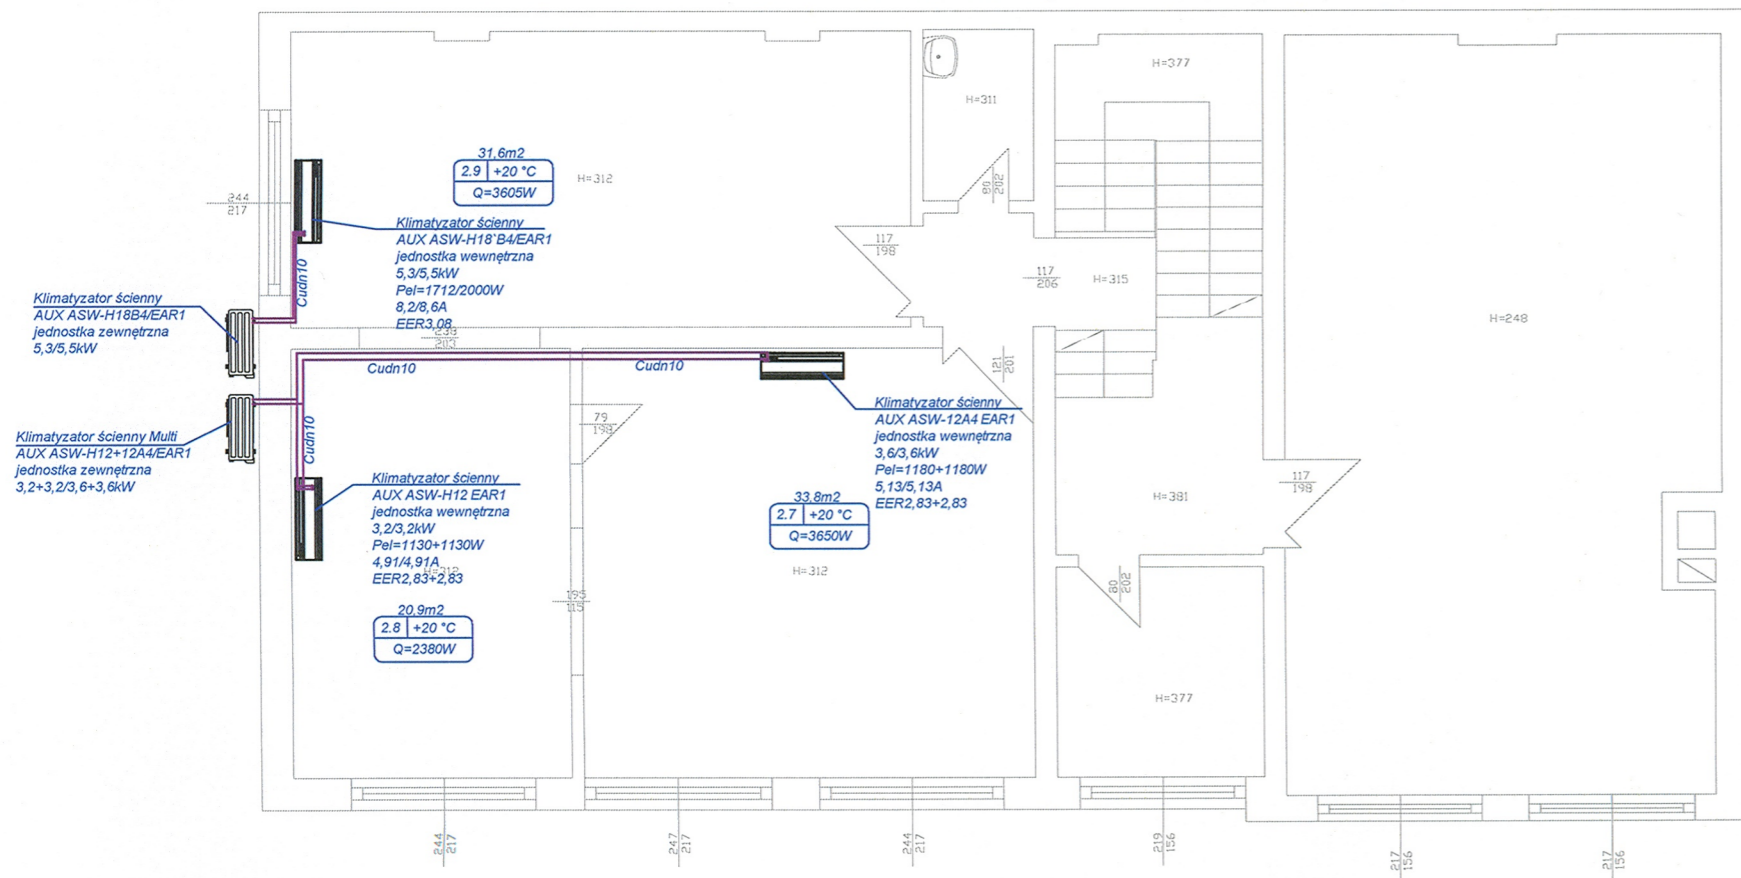 H=377
H=311
31,6m2
2.9 +20 °C
Q=3605W
H=312
80
202
244
217
Klimatyzator ścienny
AUX ASW-H18`B4/EAR1
jednostka wewnętrzna
5,3/5,5kW
Pel=1712/2000W
8,2/8,6A
EER3,08
117
198
117
206
H=315
Cudn10
Klimatyzator ścienny
AUX ASW-H18B4/EAR1
jednostka zewnętrzna
5,3/5,5kW
H=248
203
Cudn10
Cudn10
121
201
Klimatyzator ścienny
AUX ASW-12A4 EAR1
jednostka wewnętrzna
3,6/3,6kW
Pel=1180+1180W
5,13/5,13A
EER2,83+2,83
79
198
Cudn10
Klimatyzator ścienny Multi
AUX ASW-H12+12A4/EAR1
jednostka zewnętrzna
3,2+3,2/3,6+3,6kW
Klimatyzator ścienny
AUX ASW-H12 EAR1
jednostka wewnętrzna
3,2/3,2kW
Pel=1130+1130W
4,91/4,91A
EER2,83+2,83
H=312
33,8m2
2.7 +20 °C
Q=3650W
H=312
H=381
117
198
80
202
195
115
20,9m2
2.8 +20 °C
Q=2380W
H=377
244
217
247
217
244
217
219
156
217
156
217
156